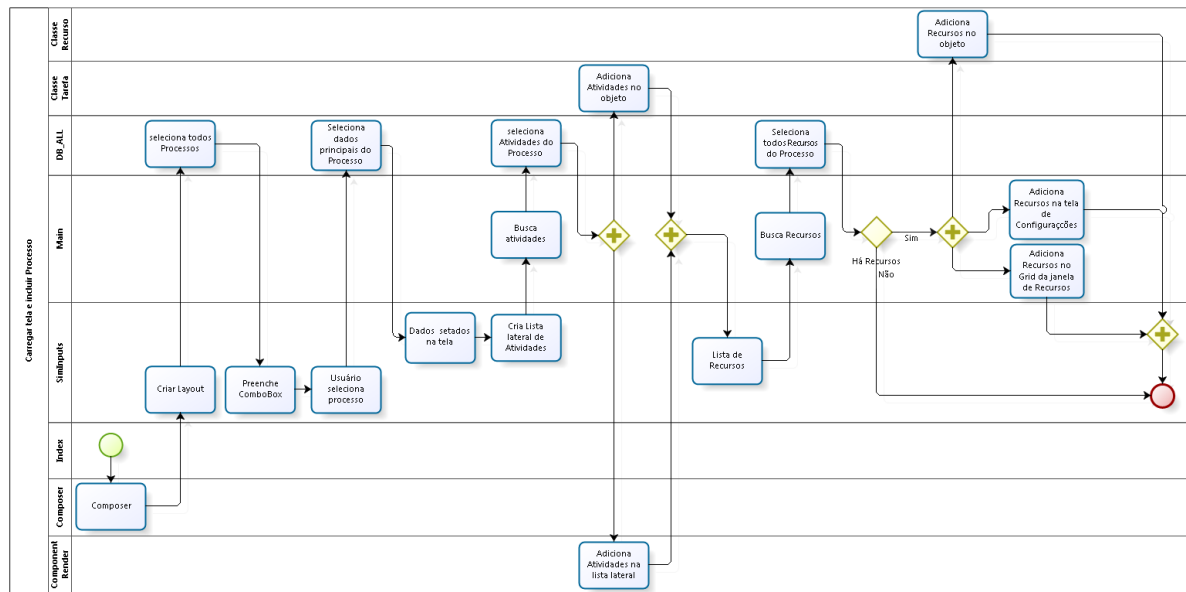 Carregar tela e incluir Processo
Classe
Recurso
Adiciona
Recursos no
objeto
Classe
Tarefa
Adiciona
Atividades no
objeto
DB_ALL
seleciona todos
Processos
Seleciona
dados
principais do
Processo
seleciona
Atividades do
Processo
Seleciona
todos Recursos
do Processo
Main
Busca
atividades
Busca Recursos
Há Recursos
Sim
Não
Adiciona
Recursos na tela
de
Configuraçções
Adiciona
Recursos no
Grid da janela
de Recursos
SimInputs
Criar Layout
Preenche
ComboBox
Usuário
seleciona
processo
Dados setados
na tela
Cria Lista
lateral de
Atividades
Lista de
Recursos
Index
Composer
Composer
Component
Render
Adiciona
Atividades na
lista lateral